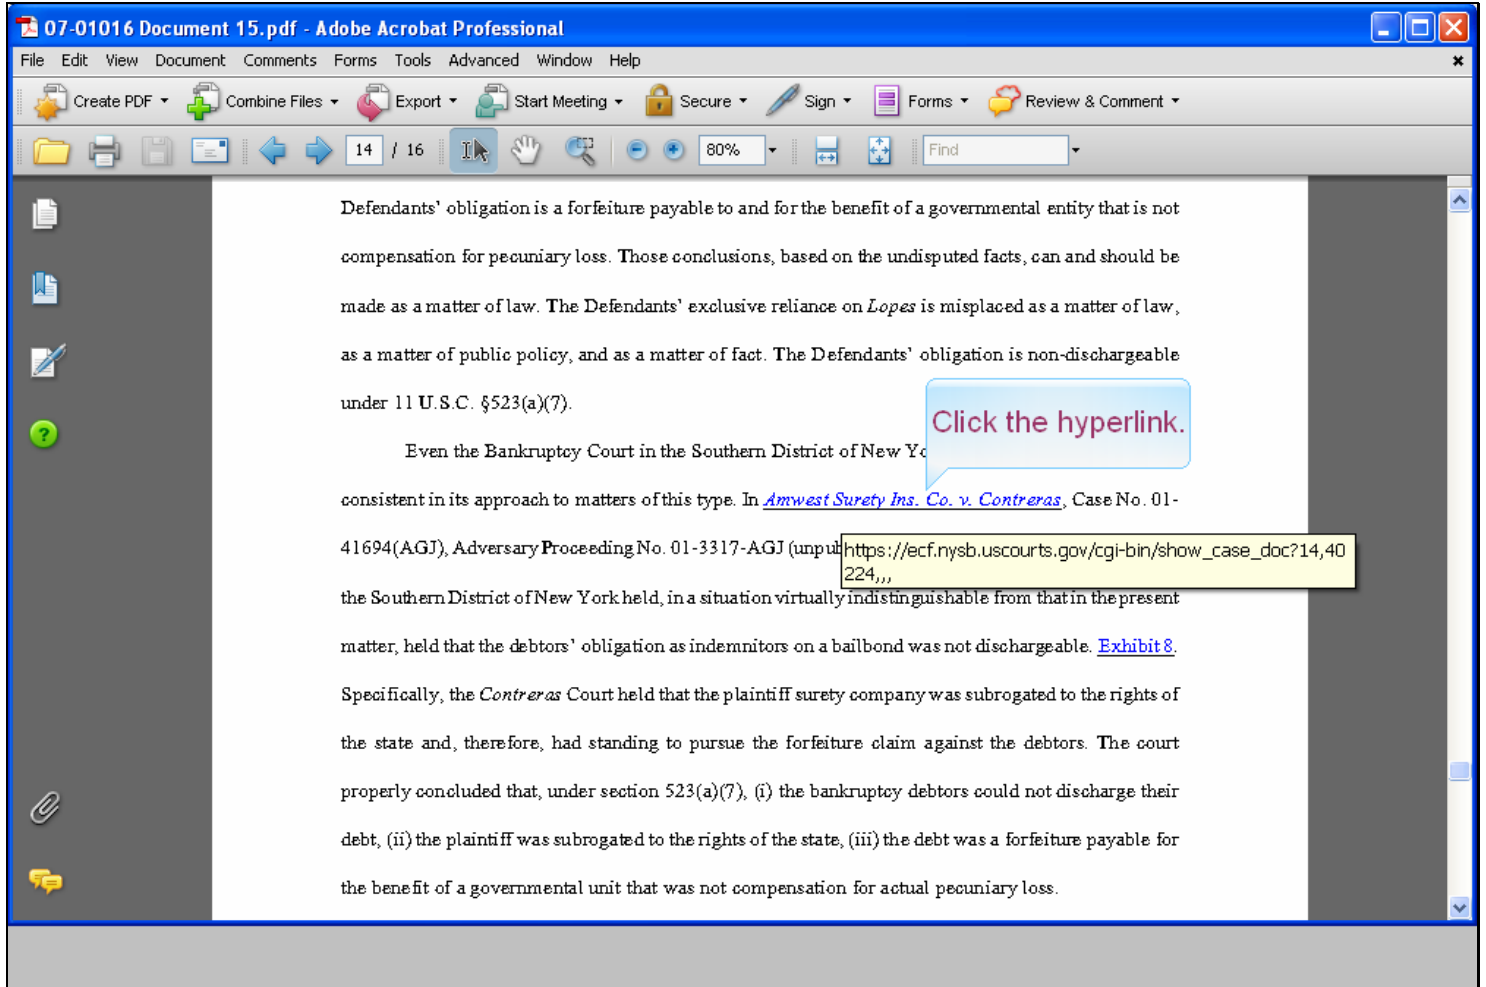 07-01016 Document 15.pdf - Adobe Acrobat Professional
File Edit View Document Comments Forms Tools Advanced Window Help
Create PDF Combine Files Export Start Meeting Secure Sign Forms Review & Comment
14 / 16 80% Find
Defendants' obligation is a forfeiture payable to and for the benefit of a governmental entity that is not
compensation for pecuniary loss. Those conclusions, based on the undisputed facts, can and should be
made as a matter of law. The Defendants' exclusive reliance on Lopes is misplaced as a matter of law,
as a matter of public policy, and as a matter of fact. The Defendants' obligation is non-dischargeable
under 11 U.S.C. §523(a)(7).
Click the hyperlink.
Even the Bankruptcy Court in the Southern District of New Yo
consistent in its approach to matters of this type. In Amwest Surety Ins. Co. v. Contreras, Case No. 01-
41694(AGJ), Adversary Proceeding No. 01-3317-AGJ (unpub
https://ecf.nysb.uscourts.gov/cgi-bin/show_case_doc?14,40
224,,,
the Southern District of New York held, in a situation virtually indistinguishable from that in the present
matter, held that the debtors' obligation as indemnitors on a bail bond was not dischargeable. Exhibit 8.
Specifically, the Contreras Court held that the plaintiff surety company was subrogated to the rights of
the state and, therefore, had standing to pursue the forfeiture claim against the debtors. The court
properly concluded that, under section 523(a)(7), (i) the bankruptcy debtors could not discharge their
debt, (ii) the plaintiff was subrogated to the rights of the state, (iii) the debt was a forfeiture payable for
the benefit of a governmental unit that was not compensation for actual pecuniary loss.